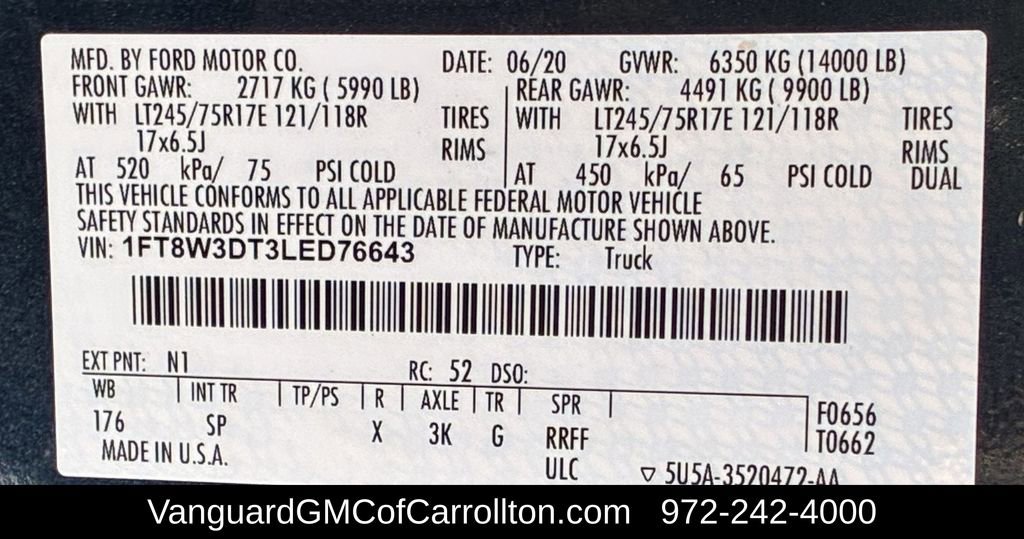 MFD. BY FORD MOTOR CO. DATE: 06/20 GVWR: 6350 KG (14000 LB)
FRONT GAWR: 2717 KG ( 5990 LB) REAR GAWR: 4491 KG ( 9900 LB)
WITH LT245/75R17E 121/118R TIRES WITH LT245/75R17E 121/118R TIRES
17x6.5J RIMS 17x6.5J RIMS
AT 520 kPa/ 75 PSI COLD AT 450 kPa/ 65 PSI COLD DUAL
THIS VEHICLE CONFORMS TO ALL APPLICABLE FEDERAL MOTOR VEHICLE
SAFETY STANDARDS IN EFFECT ON THE DATE OF MANUFACTURE SHOWN ABOVE.
VIN: 1FT8W3DT3LED76643 TYPE: Truck
EXT PNT: N1 RC: 52 DSO:
WB INT TR TP/PS R AXLE TR SPR F0656
176 SP X 3K G RRFF T0662
MADE IN U.S.A. ULC ▽ 5U5A-3520472-AA
VanguardGMCofCarrollton.com 972-242-4000